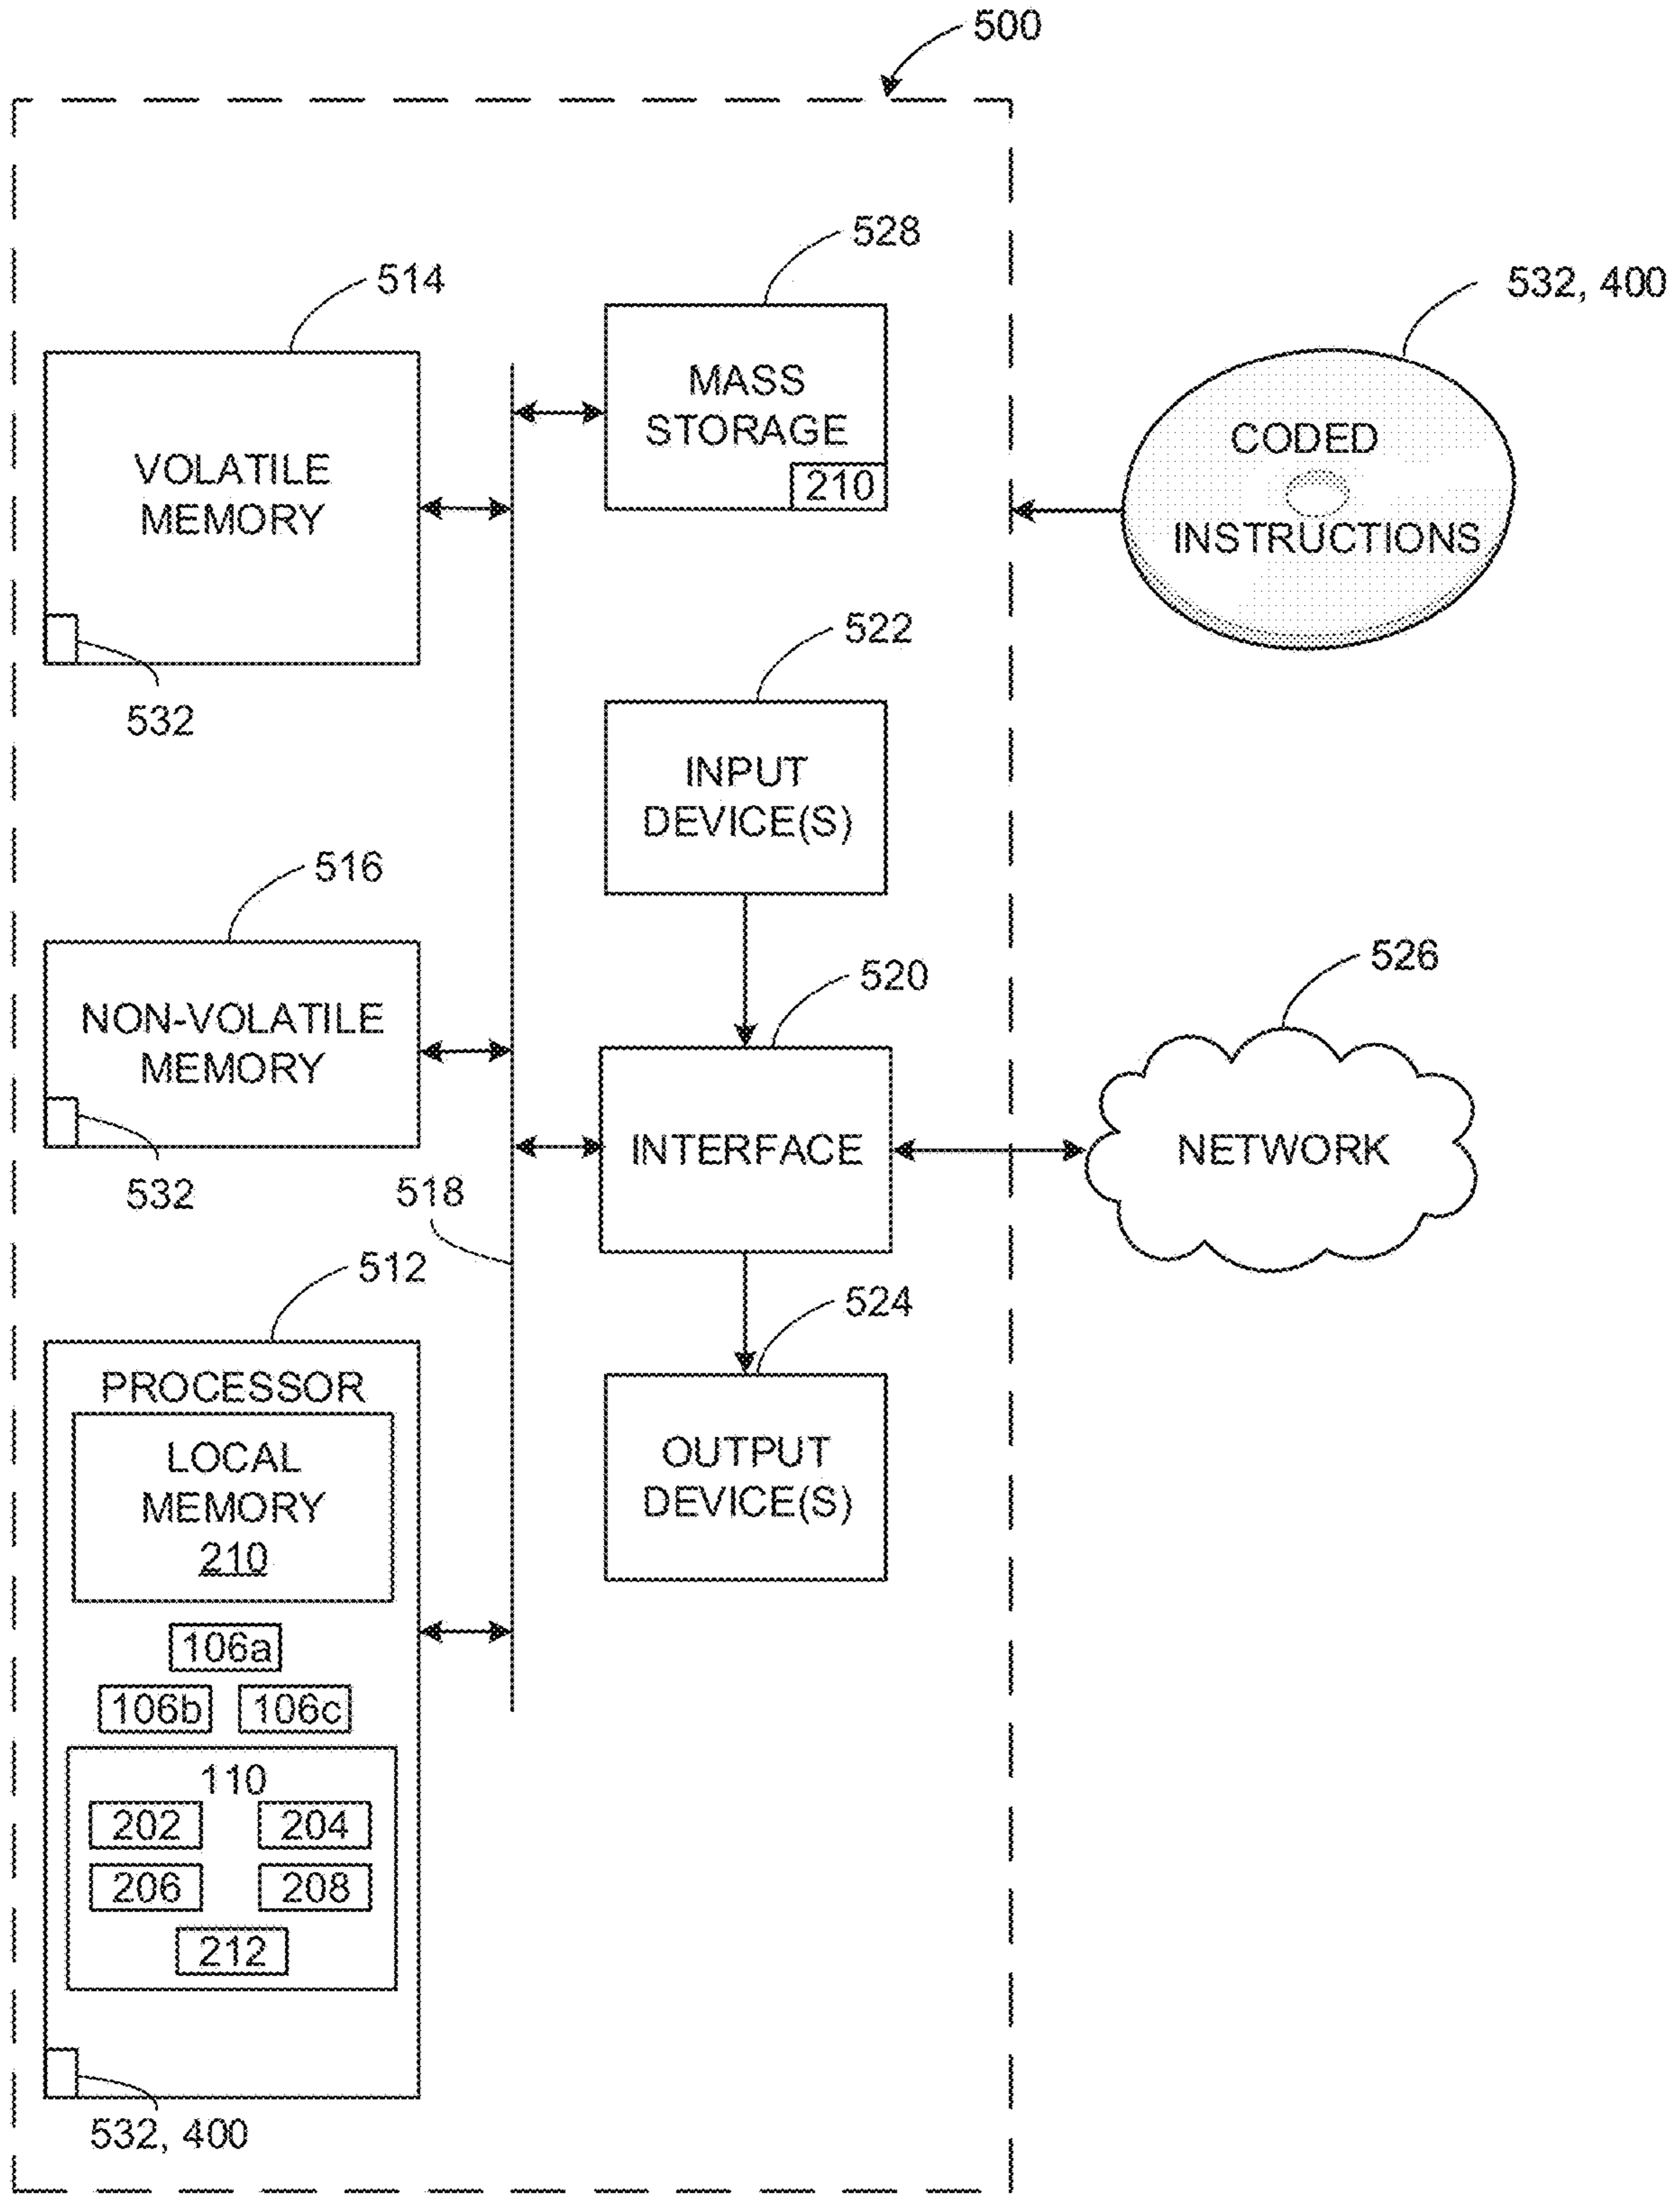 500
528
514
532, 400
MASS
STORAGE
210
VOLATILE
MEMORY
CODED
INSTRUCTIONS
522
532
INPUT
DEVICE(S)
516
520
526
NON-VOLATILE
MEMORY
INTERFACE
NETWORK
532
518
512
524
PROCESSOR
LOCAL
MEMORY
210
OUTPUT
DEVICE(S)
106a
106b 106c
110
202 204
206 208
212
532, 400